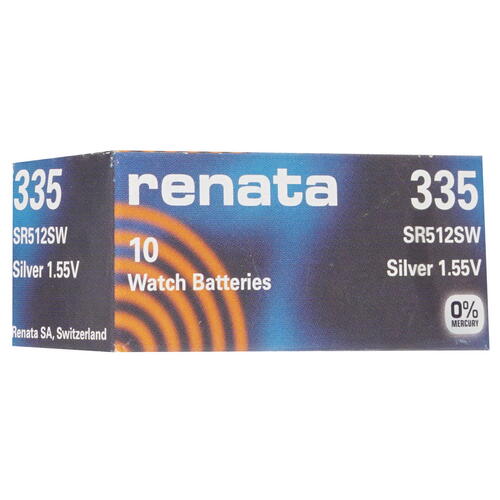 335
SR512SW
Silver 1.55V
Renata SA, Switzerland
renata
10
Watch Batteries
335
SR512SW
Silver 1.55V
0%
MERCURY